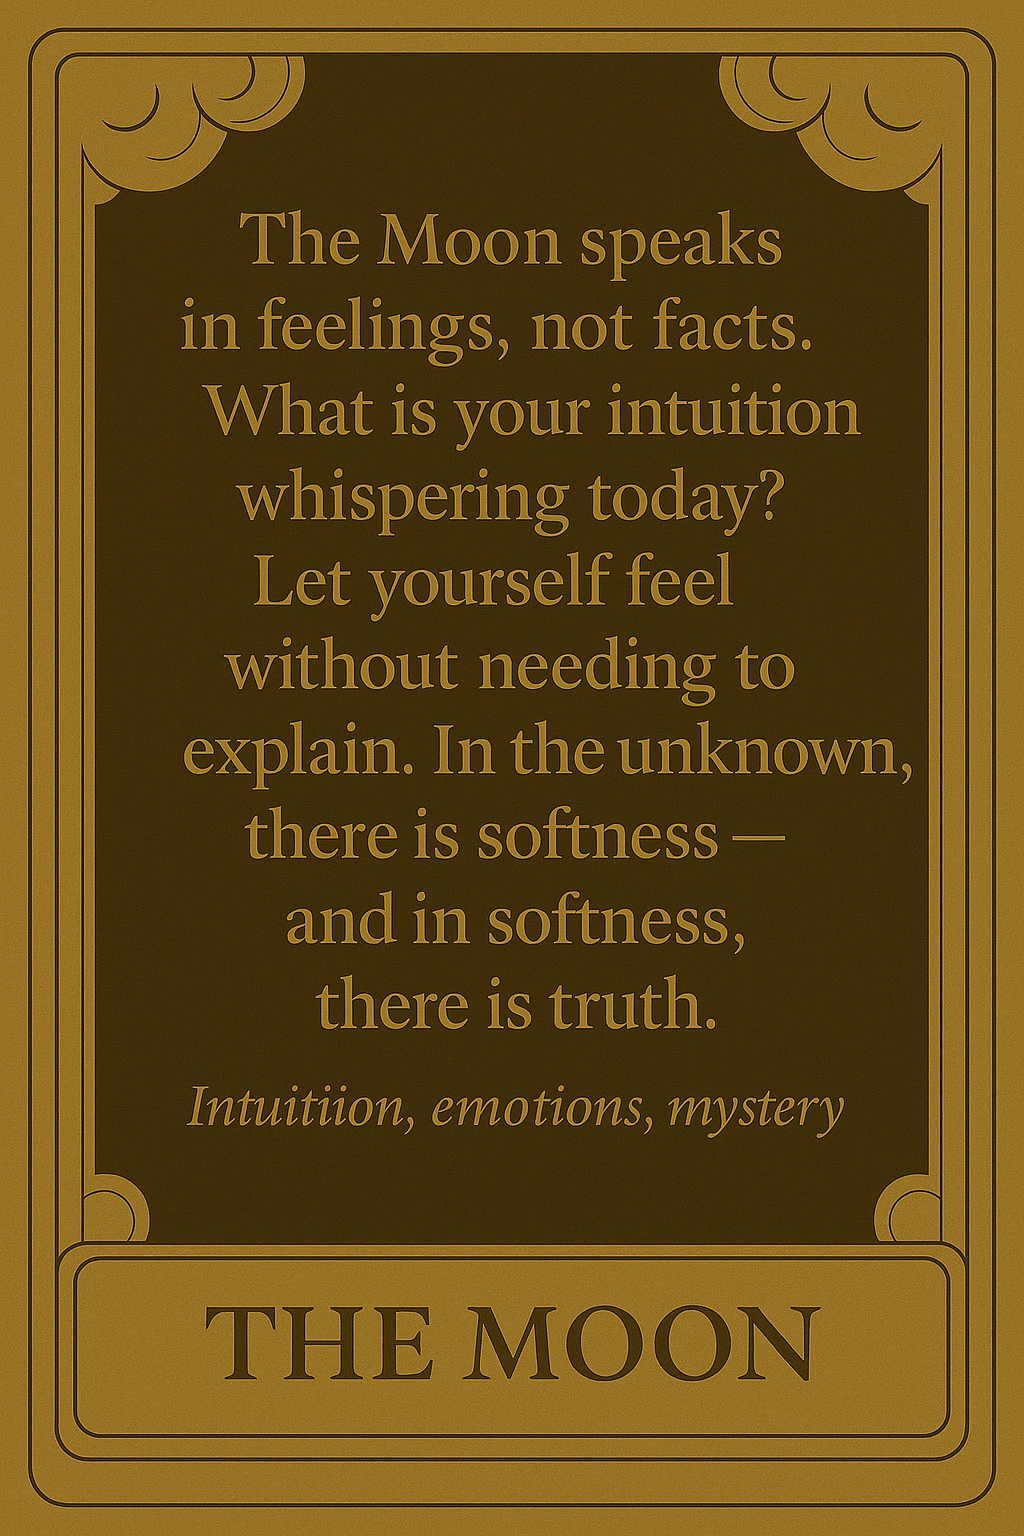 The Moon speaks
in feelings, not facts.
What is your intuition
whispering today?
Let yourself feel
without needing to
explain. In the unknown,
there is softness —
and in softness,
there is truth.
Intuitiion, emotions, mystery
THE MOON